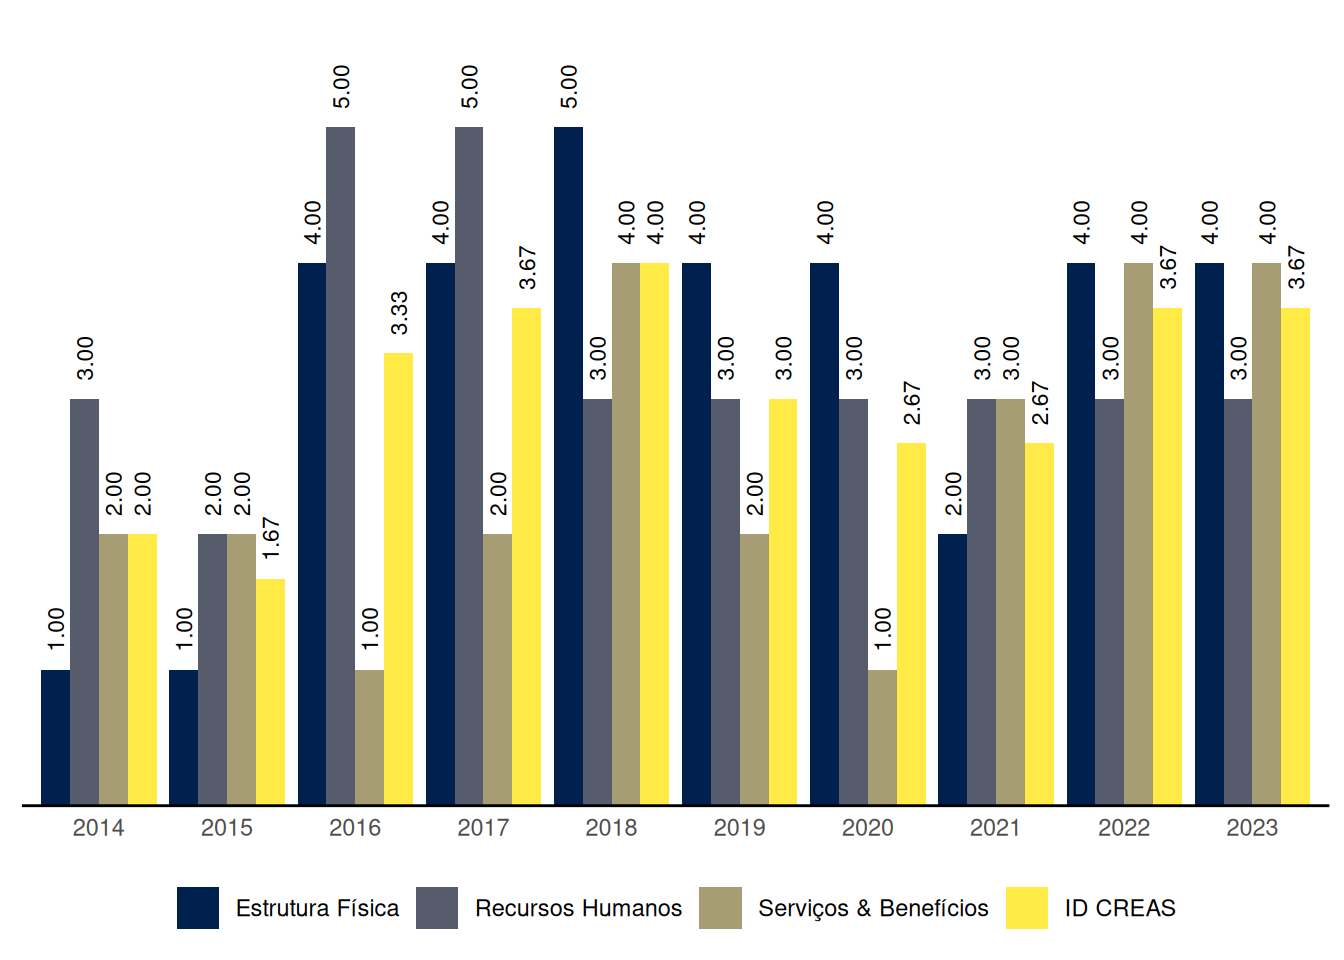 5.00 5.00 5.00
4.00 4.00 4.00 4.00 4.00 4.00 4.00 4.00 4.00 4.00
3.67 3.67 3.67
3.33
3.00 3.00 3.00 3.00 3.00 3.00 3.00 3.00 3.00
2.67 2.67
2.00 2.00 2.00 2.00 2.00 2.00 2.00
1.67
1.00 1.00 1.00 1.00
2014 2015 2016 2017 2018 2019 2020 2021 2022 2023
Estrutura Física Recursos Humanos Serviços & Benefícios ID CREAS